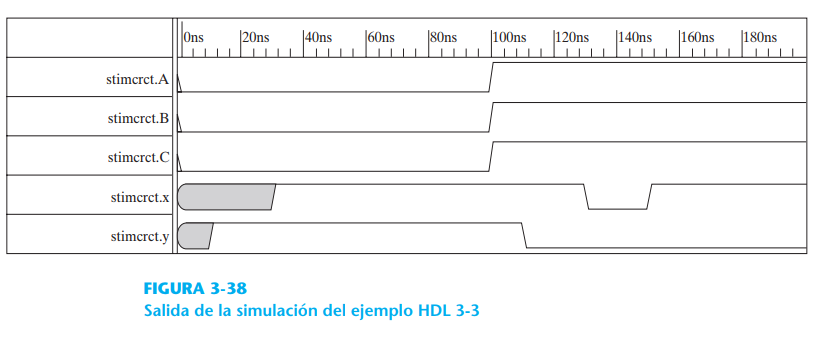 0ns 20ns 40ns 60ns 80ns 100ns 120ns 140ns 160ns 180ns
stimcrct.A
stimcrct.B
stimcrct.C
stimcrct.x
stimcrct.y
FIGURA 3-38
Salida de la simulación del ejemplo HDL 3-3